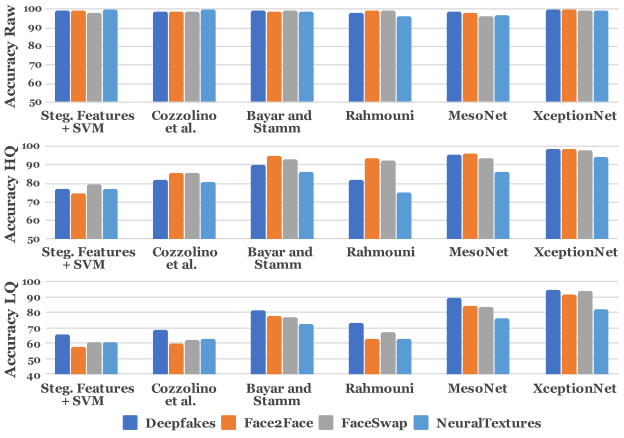 Accuracy Raw
100
90
80
70
60
50
Steg. Features + SVM
Cozzolino et al.
Bayar and Stamm
Rahmouni
MesoNet
XceptionNet
Accuracy HQ
100
90
80
70
60
50
Steg. Features + SVM
Cozzolino et al.
Bayar and Stamm
Rahmouni
MesoNet
XceptionNet
Accuracy LQ
100
90
80
70
60
50
40
Steg. Features + SVM
Cozzolino et al.
Bayar and Stamm
Rahmouni
MesoNet
XceptionNet
Deepfakes Face2Face FaceSwap NeuralTextures